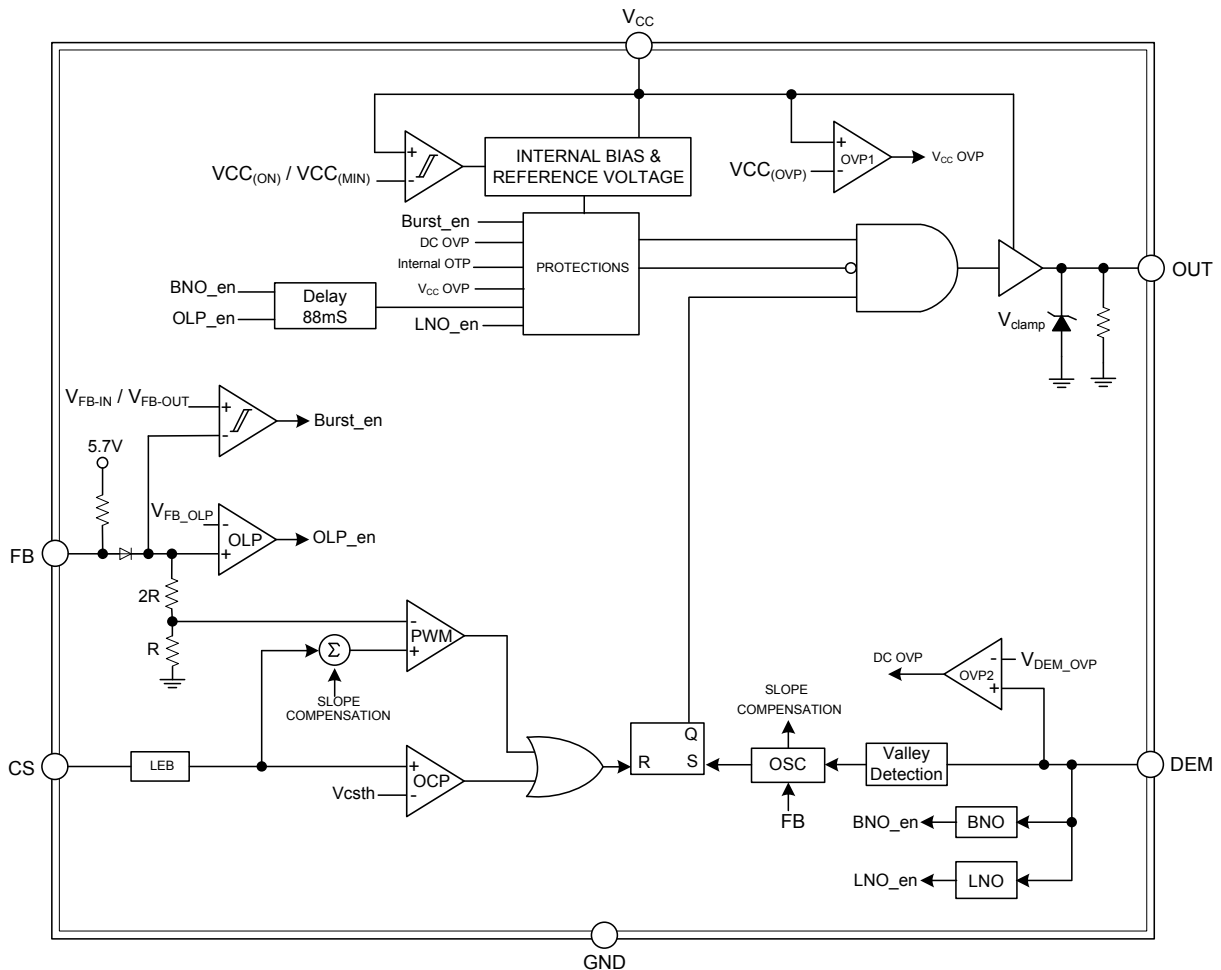 VCC
VCC(ON) / VCC(MIN)
+
-
INTERNAL BIAS &
REFERENCE VOLTAGE
VCC(OVP)
+
-
OVP1
VCC OVP
Burst_en
DC OVP
Internal OTP
VCC OVP
LNO_en
PROTECTIONS
BNO_en
OLP_en
Delay
88mS
OUT
Vclamp
VFB-IN / VFB-OUT
+
-
Burst_en
5.7V
VFB_OLP
-
+
OLP
OLP_en
FB
2R
R
-
+
PWM
Σ
SLOPE
COMPENSATION
CS
LEB
Vcsth
+
-
OCP
Q
R
S
SLOPE
COMPENSATION
OSC
FB
Valley
Detection
DC OVP
OVP2
-
+
VDEM_OVP
DEM
BNO_en
BNO
LNO_en
LNO
GND